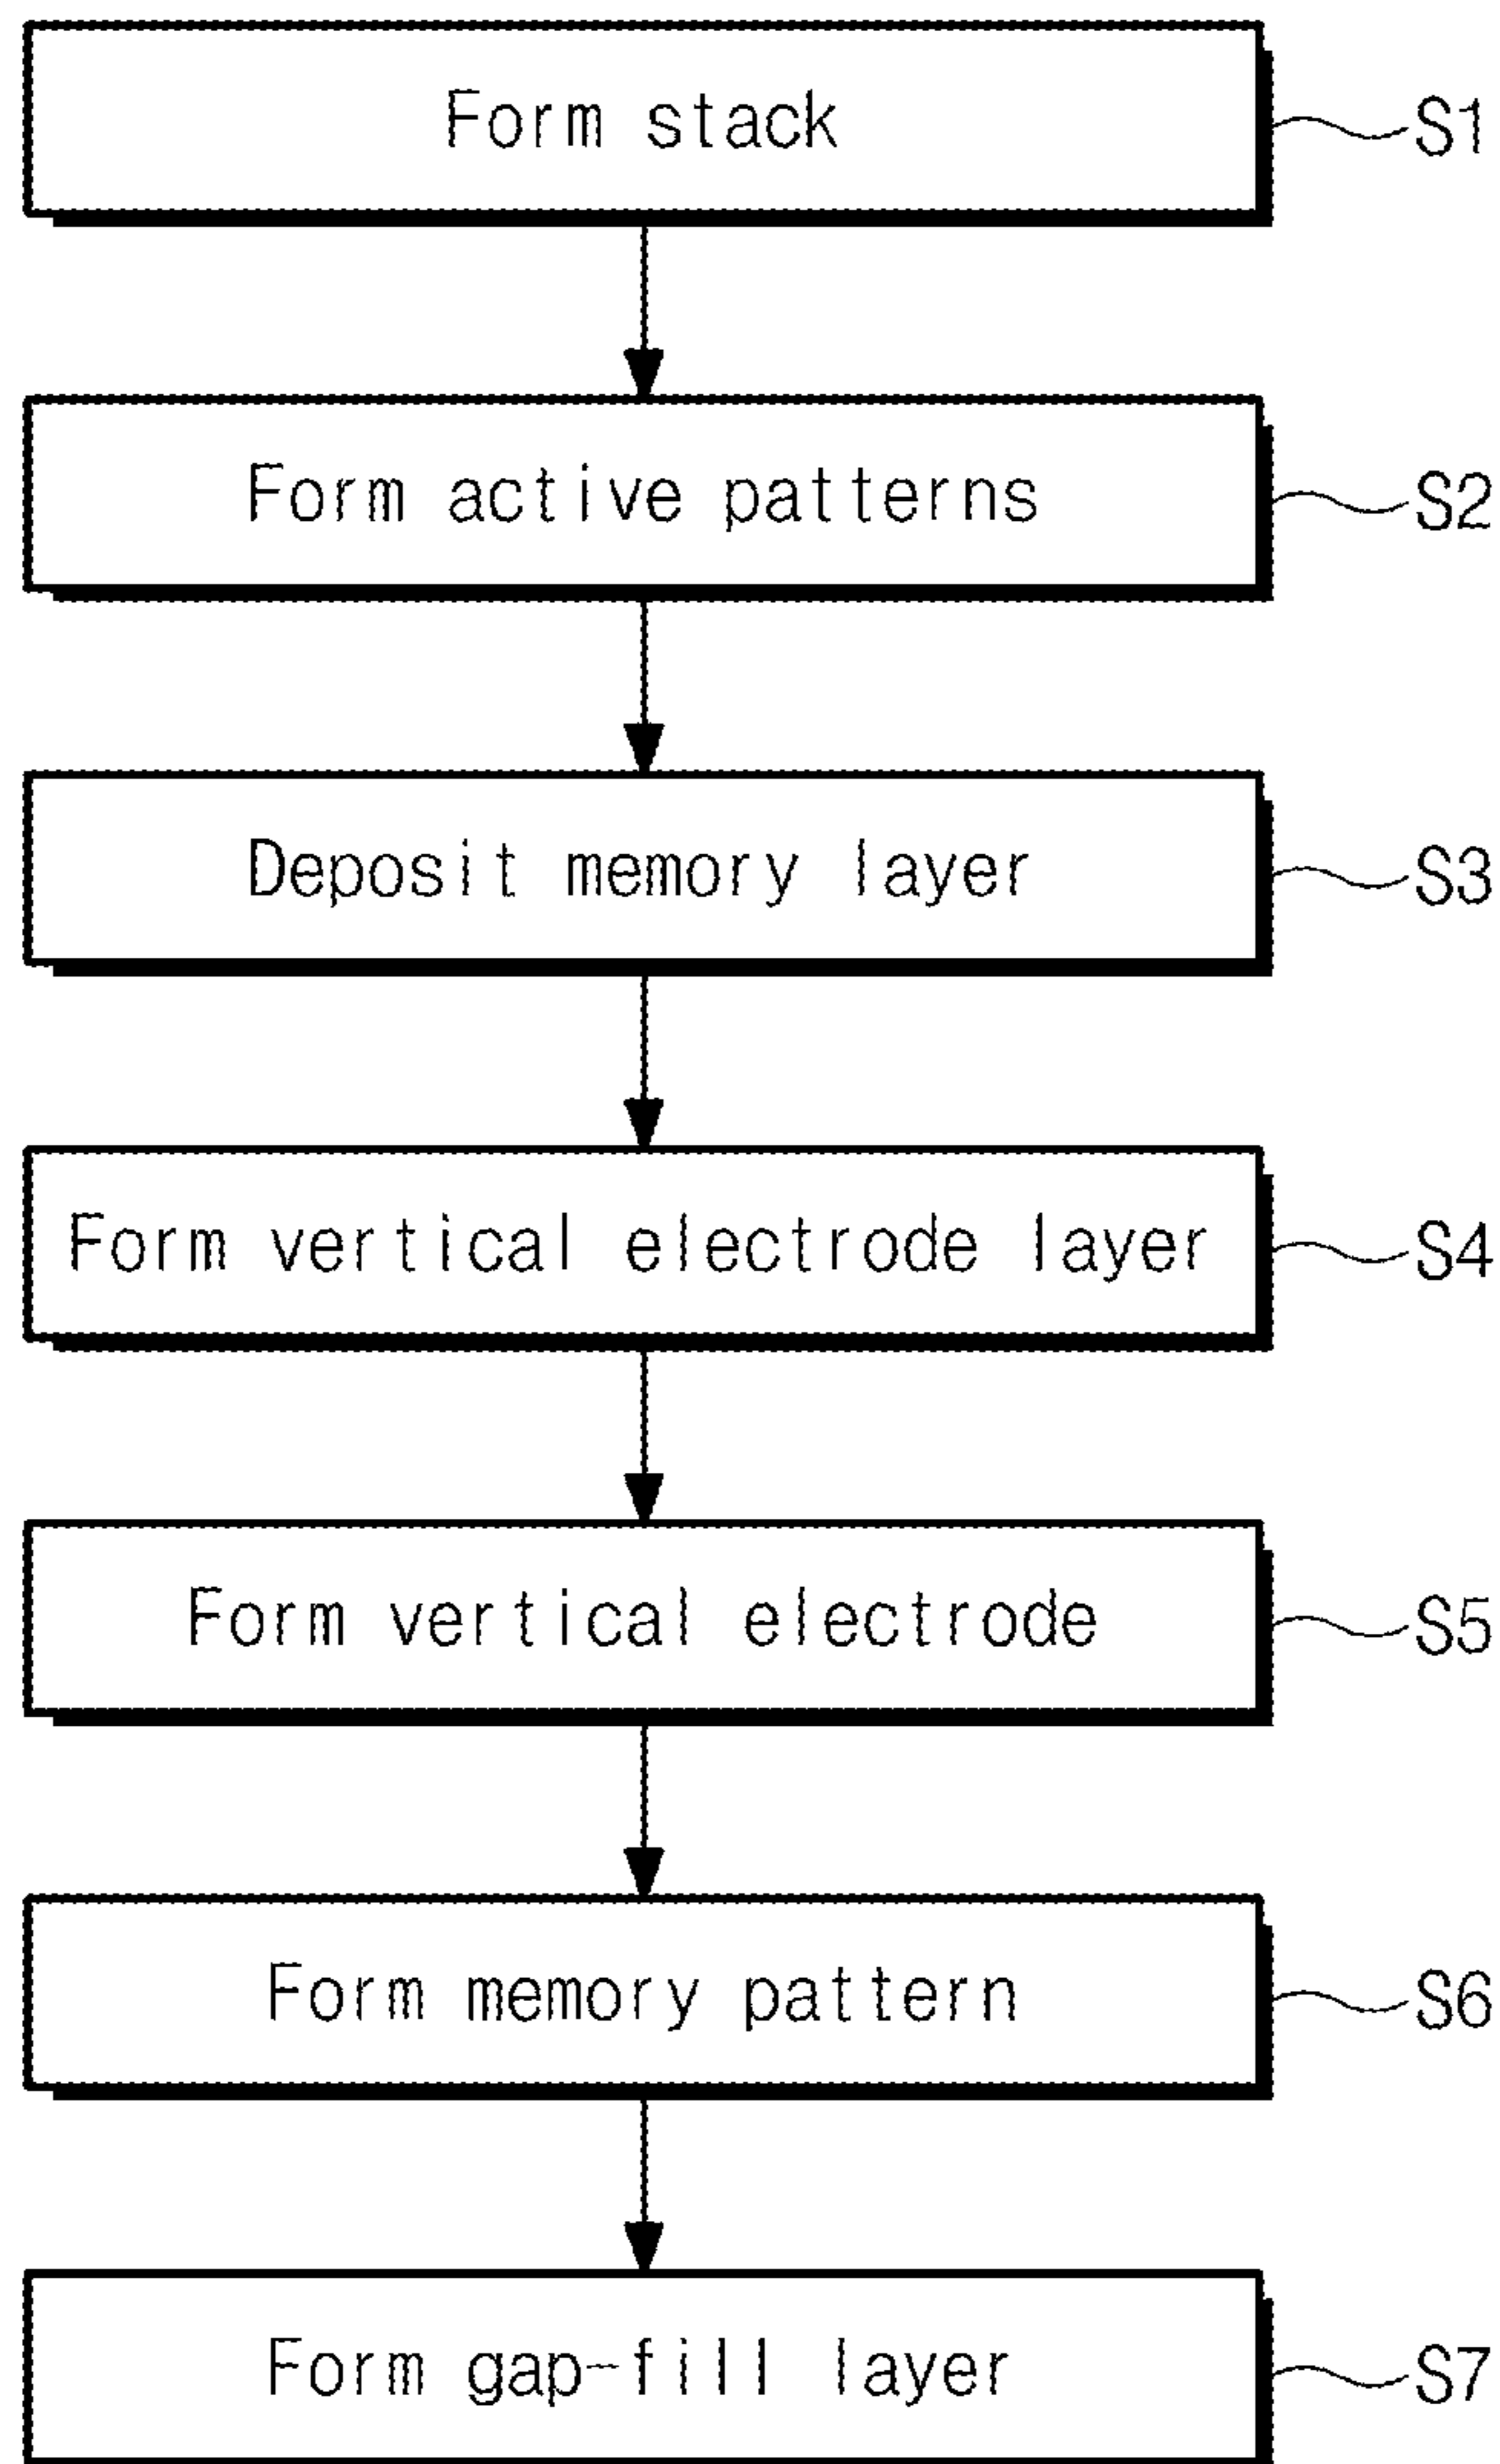 Form stack S1
Form active patterns S2
Deposit memory layer S3
Form vertical electrode layer S4
Form vertical electrode S5
Form memory pattern S6
Form gap-fill layer S7